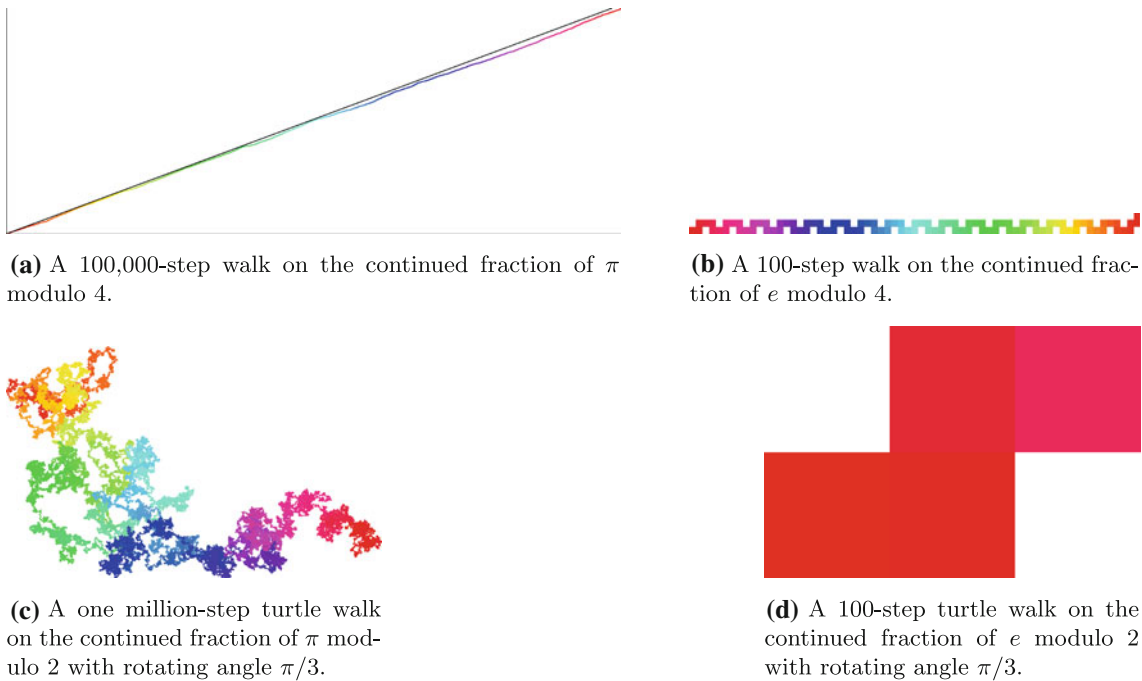 (a) A 100,000-step walk on the continued fraction of π
modulo 4.
(b) A 100-step walk on the continued frac-
tion of e modulo 4.
(c) A one million-step turtle walk
on the continued fraction of π mod-
ulo 2 with rotating angle π/3.
(d) A 100-step turtle walk on the
continued fraction of e modulo 2
with rotating angle π/3.